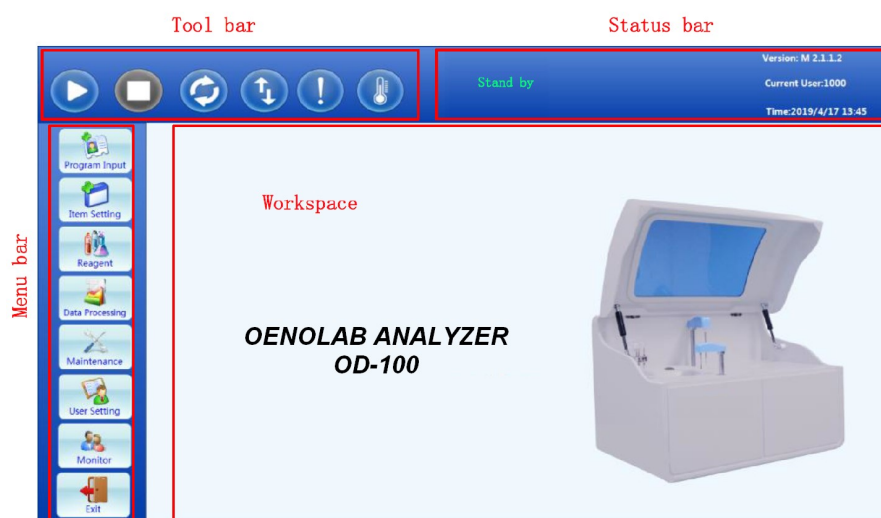 Tool bar
Status bar
Version: M 2.1.1.2
Stand by
Current User:1000
Time:2019/4/17 13:45
Menu bar
Program Input
Item Setting
Reagent
Data Processing
Maintenance
User Setting
Monitor
Exit
Workspace
OENOLAB ANALYZER
OD-100